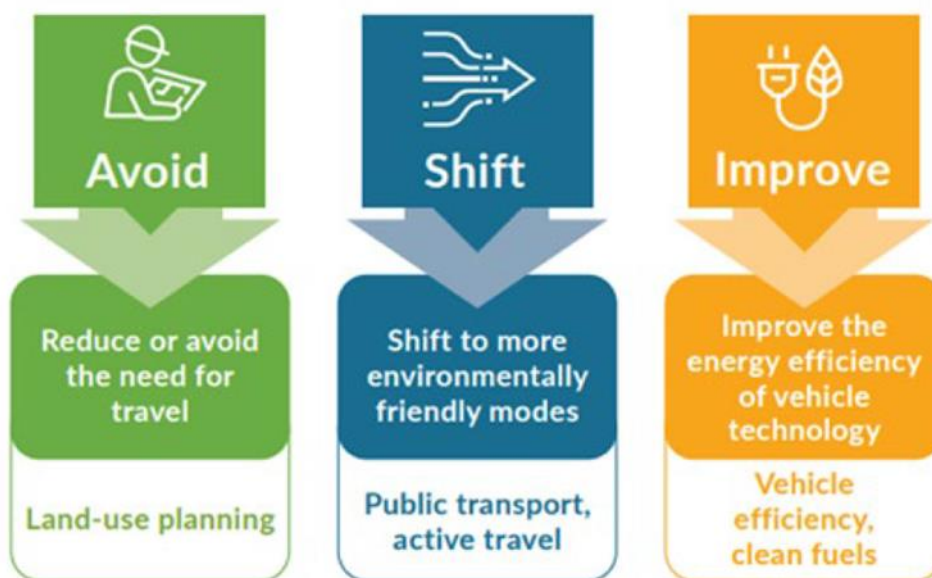 Avoid
Reduce or avoid
the need for
travel
Land-use planning
Shift
Shift to more
environmentally
friendly modes
Public transport,
active travel
Improve
Improve the
energy efficiency
of vehicle
technology
Vehicle
efficiency,
clean fuels